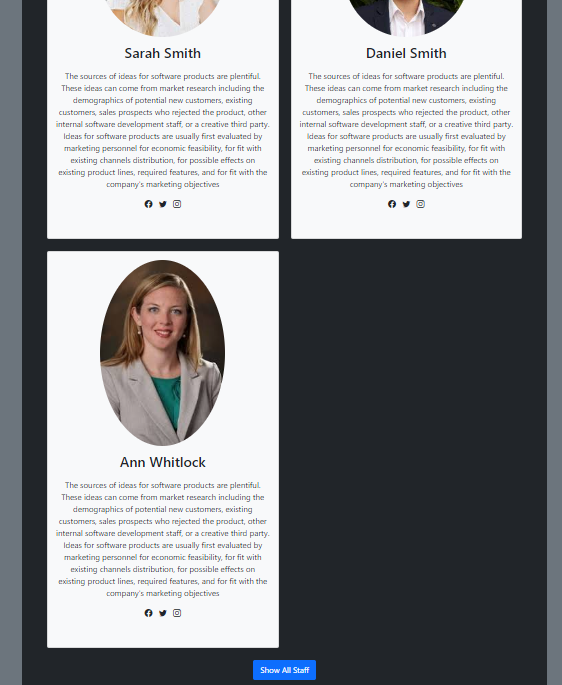 Sarah Smith
The sources of ideas for software products are plentiful.
These ideas can come from market research including the
demographics of potential new customers, existing
customers, sales prospects who rejected the product, other
internal software development staff, or a creative third party.
Ideas for software products are usually first evaluated by
marketing personnel for economic feasibility, for fit with
existing channels distribution, for possible effects on
existing product lines, required features, and for fit with the
company's marketing objectives
Daniel Smith
The sources of ideas for software products are plentiful.
These ideas can come from market research including the
demographics of potential new customers, existing
customers, sales prospects who rejected the product, other
internal software development staff, or a creative third party.
Ideas for software products are usually first evaluated by
marketing personnel for economic feasibility, for fit with
existing channels distribution, for possible effects on
existing product lines, required features, and for fit with the
company's marketing objectives
Ann Whitlock
The sources of ideas for software products are plentiful.
These ideas can come from market research including the
demographics of potential new customers, existing
customers, sales prospects who rejected the product, other
internal software development staff, or a creative third party.
Ideas for software products are usually first evaluated by
marketing personnel for economic feasibility, for fit with
existing channels distribution, for possible effects on
existing product lines, required features, and for fit with the
company's marketing objectives
Show All Staff